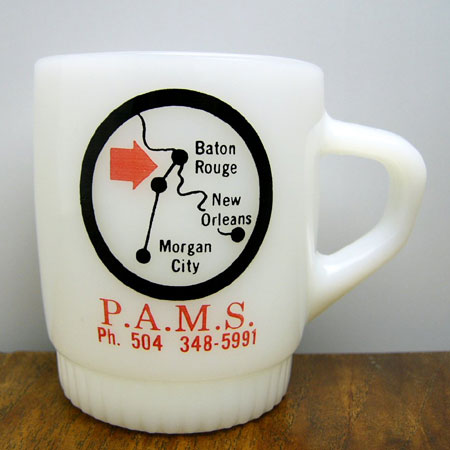 Baton
Rouge
New
Orleans
Morgan
City
P.A.M.S.
Ph. 504 348-5991